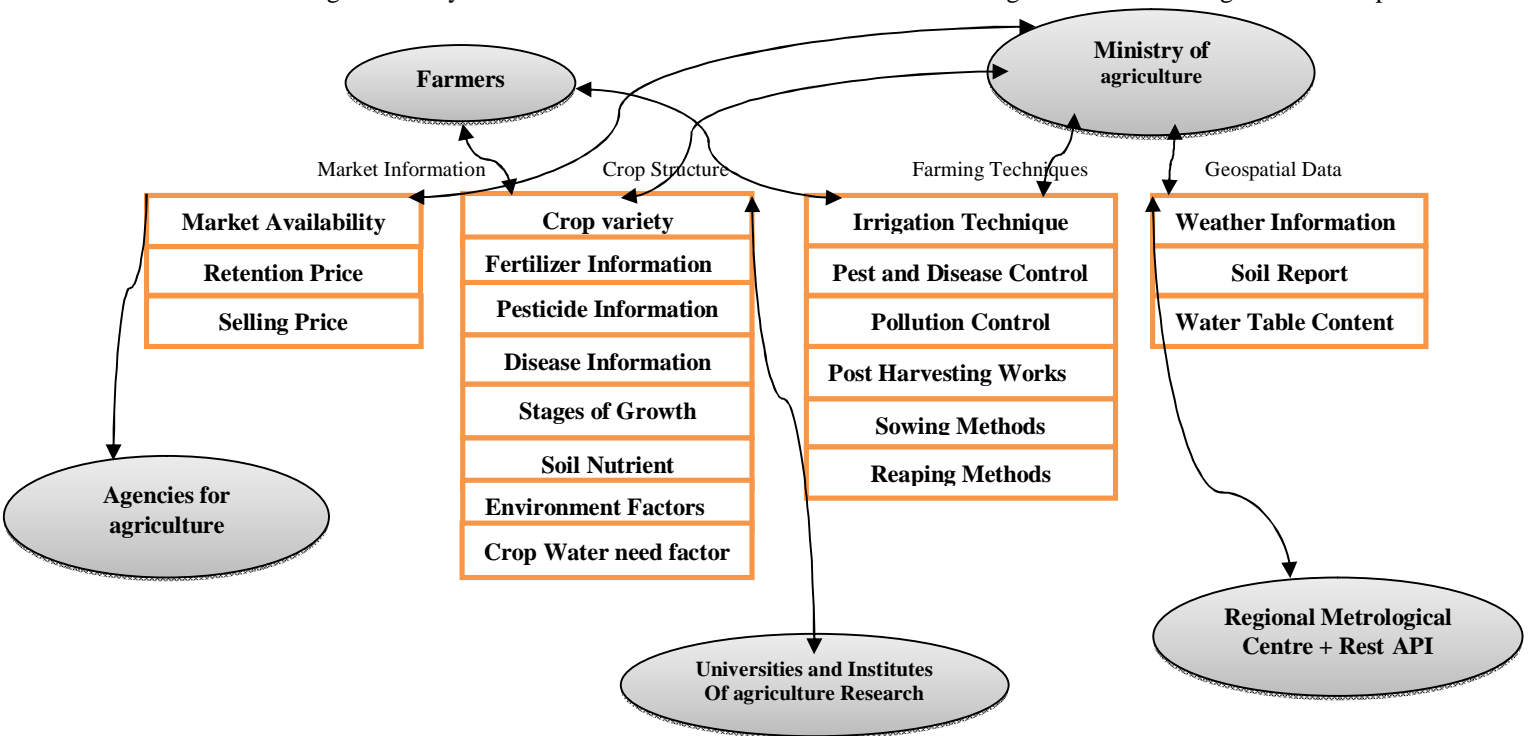 Ministry of
agriculture
Farmers
Market Information
Crop Structure
Farming Techniques
Geospatial Data
Market Availability
Retention Price
Selling Price
Crop variety
Fertilizer Information
Pesticide Information
Disease Information
Stages of Growth
Soil Nutrient
Environment Factors
Crop Water need factor
Irrigation Technique
Pest and Disease Control
Pollution Control
Post Harvesting Works
Sowing Methods
Reaping Methods
Weather Information
Soil Report
Water Table Content
Agencies for
agriculture
Universities and Institutes
Of agriculture Research
Regional Metrological
Centre + Rest API